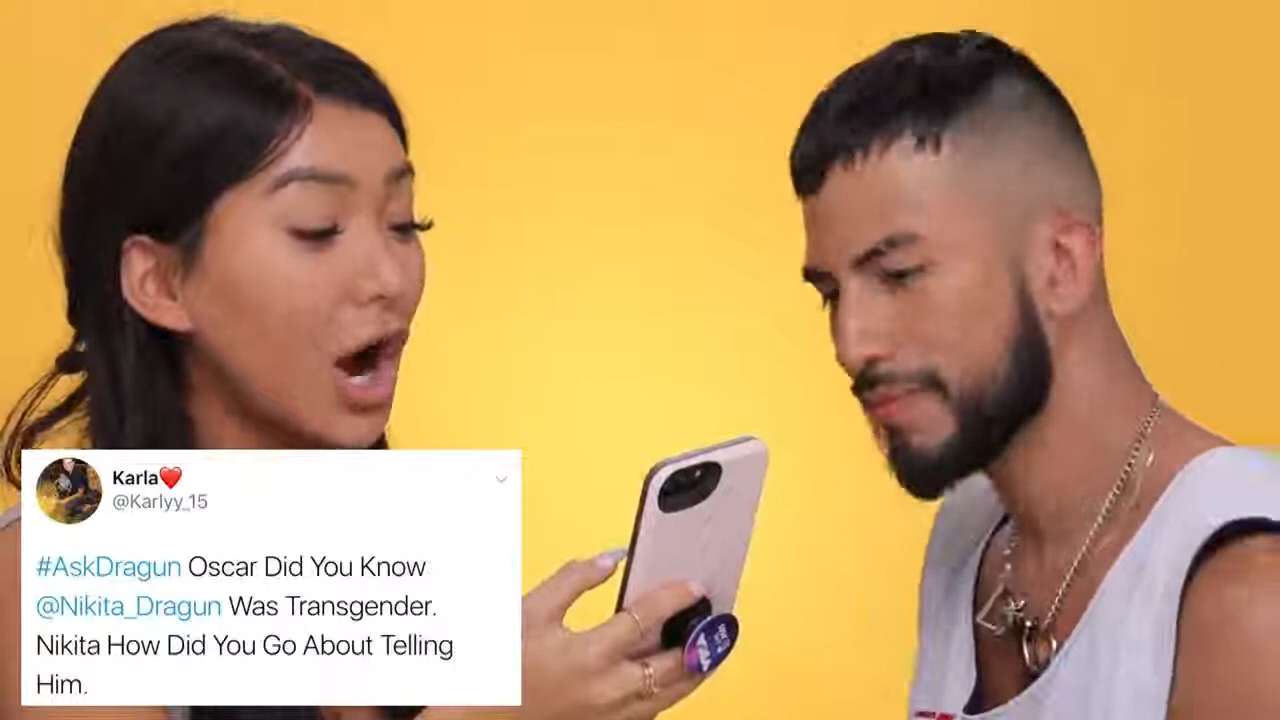 Karla❤️
@Karlyy_15
#AskDragun Oscar Did You Know
@Nikita_Dragun Was Transgender.
Nikita How Did You Go About Telling
Him.